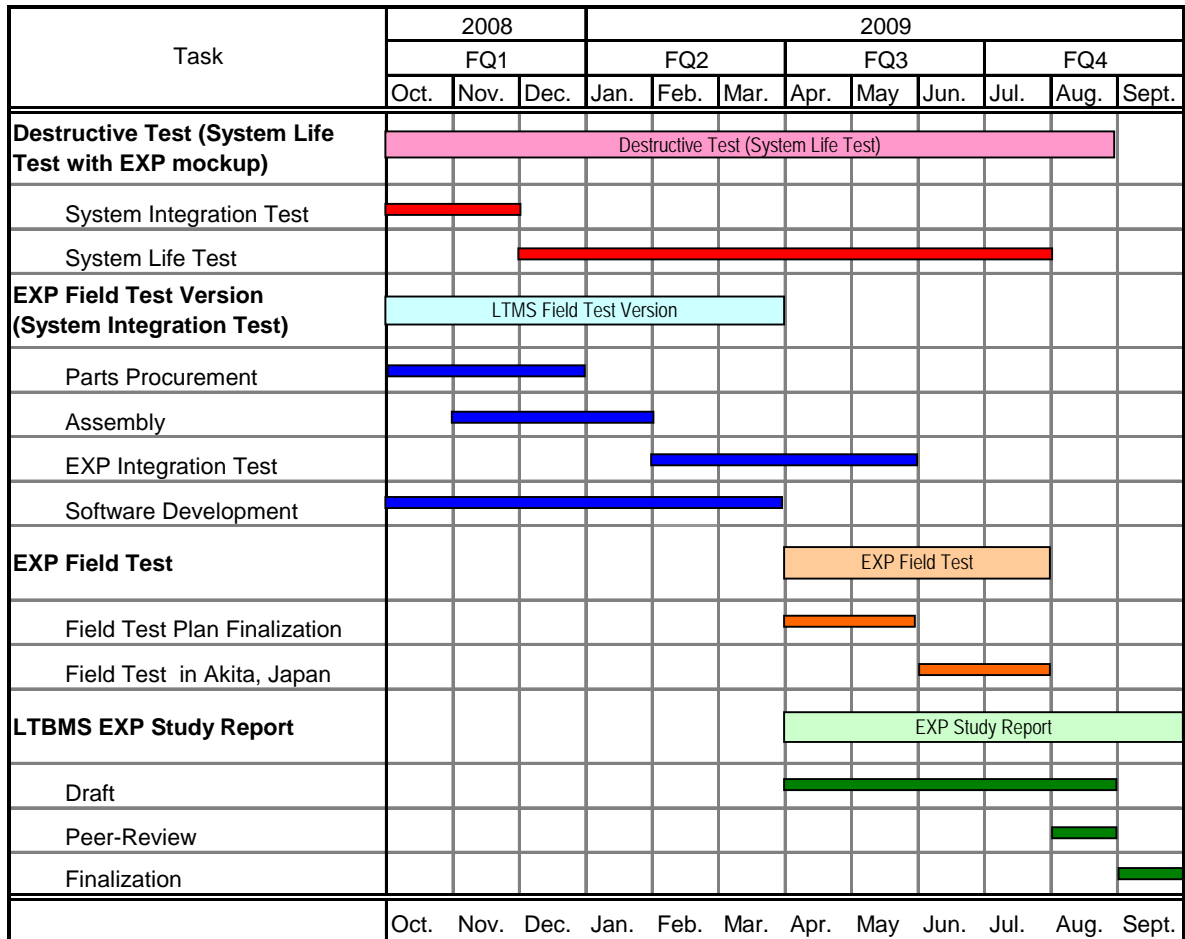 2008 2009
Task
FQ1 FQ2 FQ3 FQ4
Oct. Nov. Dec. Jan. Feb. Mar. Apr. May Jun. Jul. Aug. Sept.
Destructive Test (System Life
Test with EXP mockup)
Destructive Test (System Life Test)
System Integration Test
System Life Test
EXP Field Test Version
(System Integration Test)
LTMS Field Test Version
Parts Procurement
Assembly
EXP Integration Test
Software Development
EXP Field Test
EXP Field Test
Field Test Plan Finalization
Field Test in Akita, Japan
LTBMS EXP Study Report
EXP Study Report
Draft
Peer-Review
Finalization
Oct. Nov. Dec. Jan. Feb. Mar. Apr. May Jun. Jul. Aug. Sept.